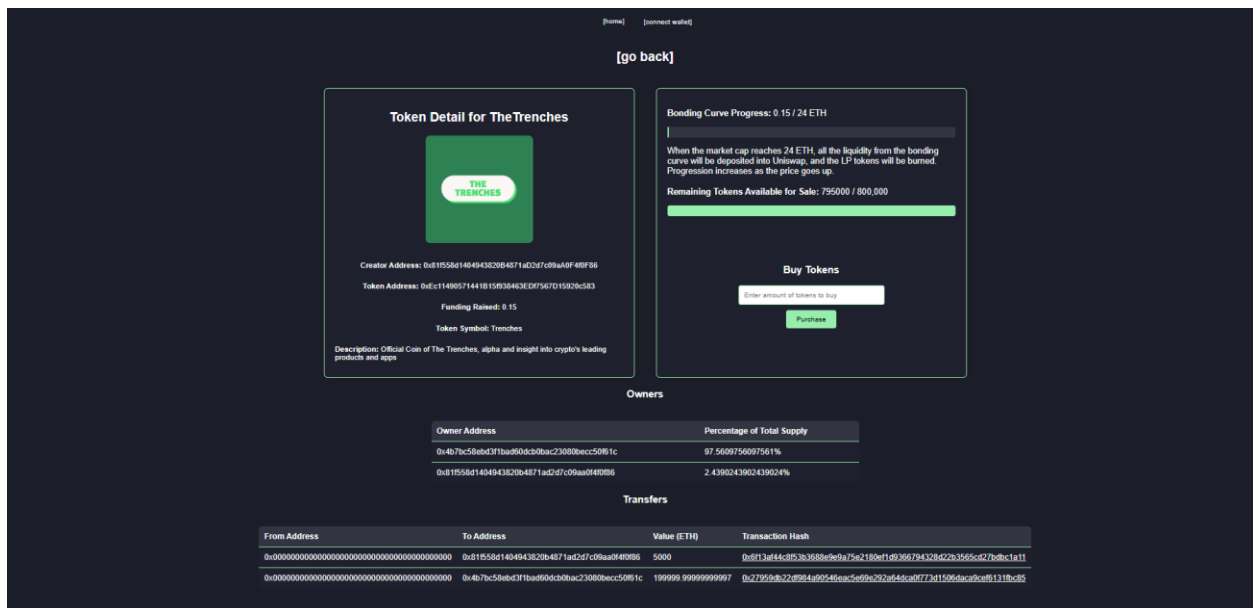 [home] [connect wallet]
[go back]
Token Detail for TheTrenches
THE
TRENCHES
Creator Address: 0x81f558d1404943820B4871aD2d7c09aA0F4f0F86
Token Address: 0xEc11490571441B15f938463EDf7567D15920c583
Funding Raised: 0.15
Token Symbol: Trenches
Description: Official Coin of The Trenches, alpha and insight into crypto's leading
products and apps
Bonding Curve Progress: 0.15 / 24 ETH
When the market cap reaches 24 ETH, all the liquidity from the bonding
curve will be deposited into Uniswap, and the LP tokens will be burned.
Progression increases as the price goes up.
Remaining Tokens Available for Sale: 795000 / 800,000
Buy Tokens
Enter amount of tokens to buy
Purchase
Owners
Owner Address Percentage of Total Supply
0x4b7bc58ebd3f1bad60dcb0bac23080becc50f61c 97.5609756097561%
0x81f558d1404943820b4871ad2d7c09aa0f4f0f86 2.4390243902439024%
Transfers
From Address To Address Value (ETH) Transaction Hash
0x0000000000000000000000000000000000000000 0x81f558d1404943820b4871ad2d7c09aa0f4f0f86 5000 0x6f13af44c8f53b3688e9e9a75e2180ef1d9366794328d22b3565cd27bdbc1a11
0x0000000000000000000000000000000000000000 0x4b7bc58ebd3f1bad60dcb0bac23080becc50f61c 199999.99999999997 0x27959db22df984a90546eac5e69e292a64dca0f773d1506daca9cef6131fbc85